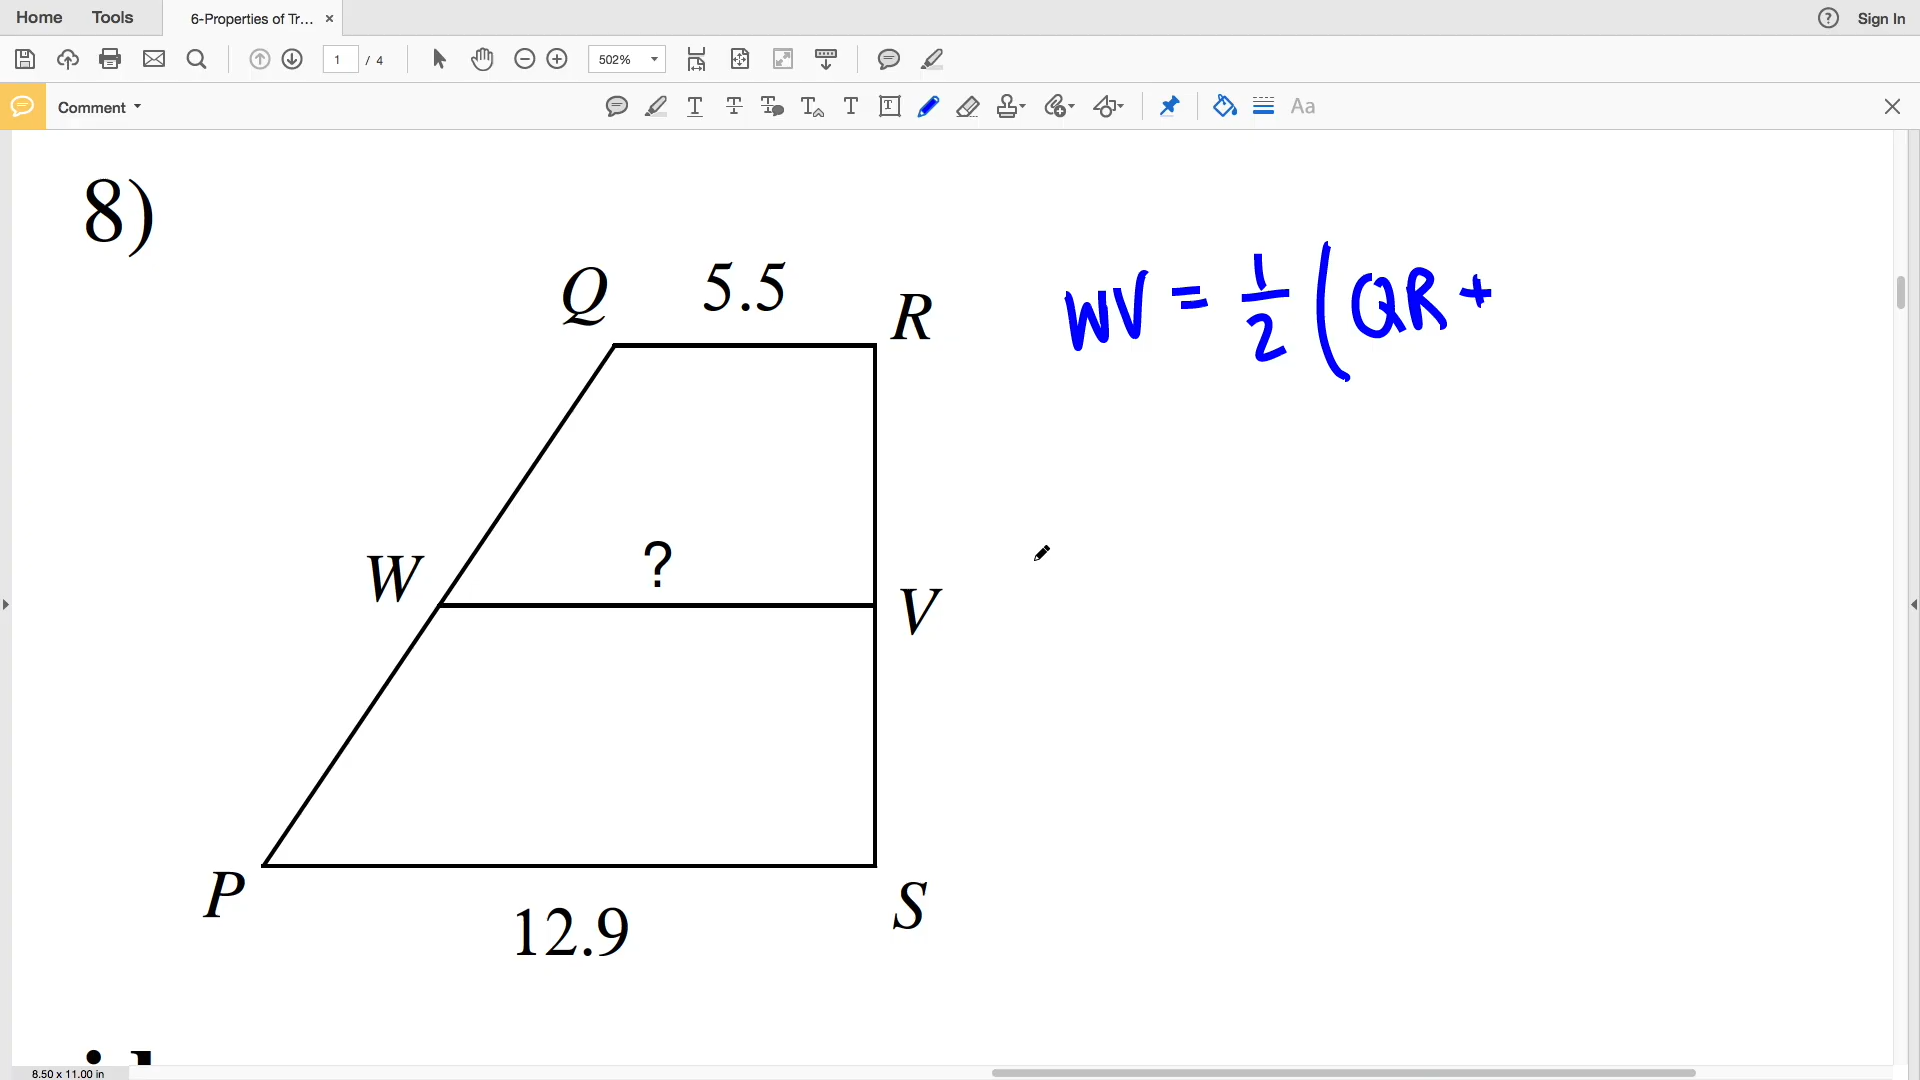 Home Tools 6-Properties of Tr... × ? Sign In
1 / 4 502%
Comment T T T T T T Aa
8)
Q 5.5 R
WV = 1/2 (QR +
W ? V
P 12.9 S
8.50 x 11.00 in